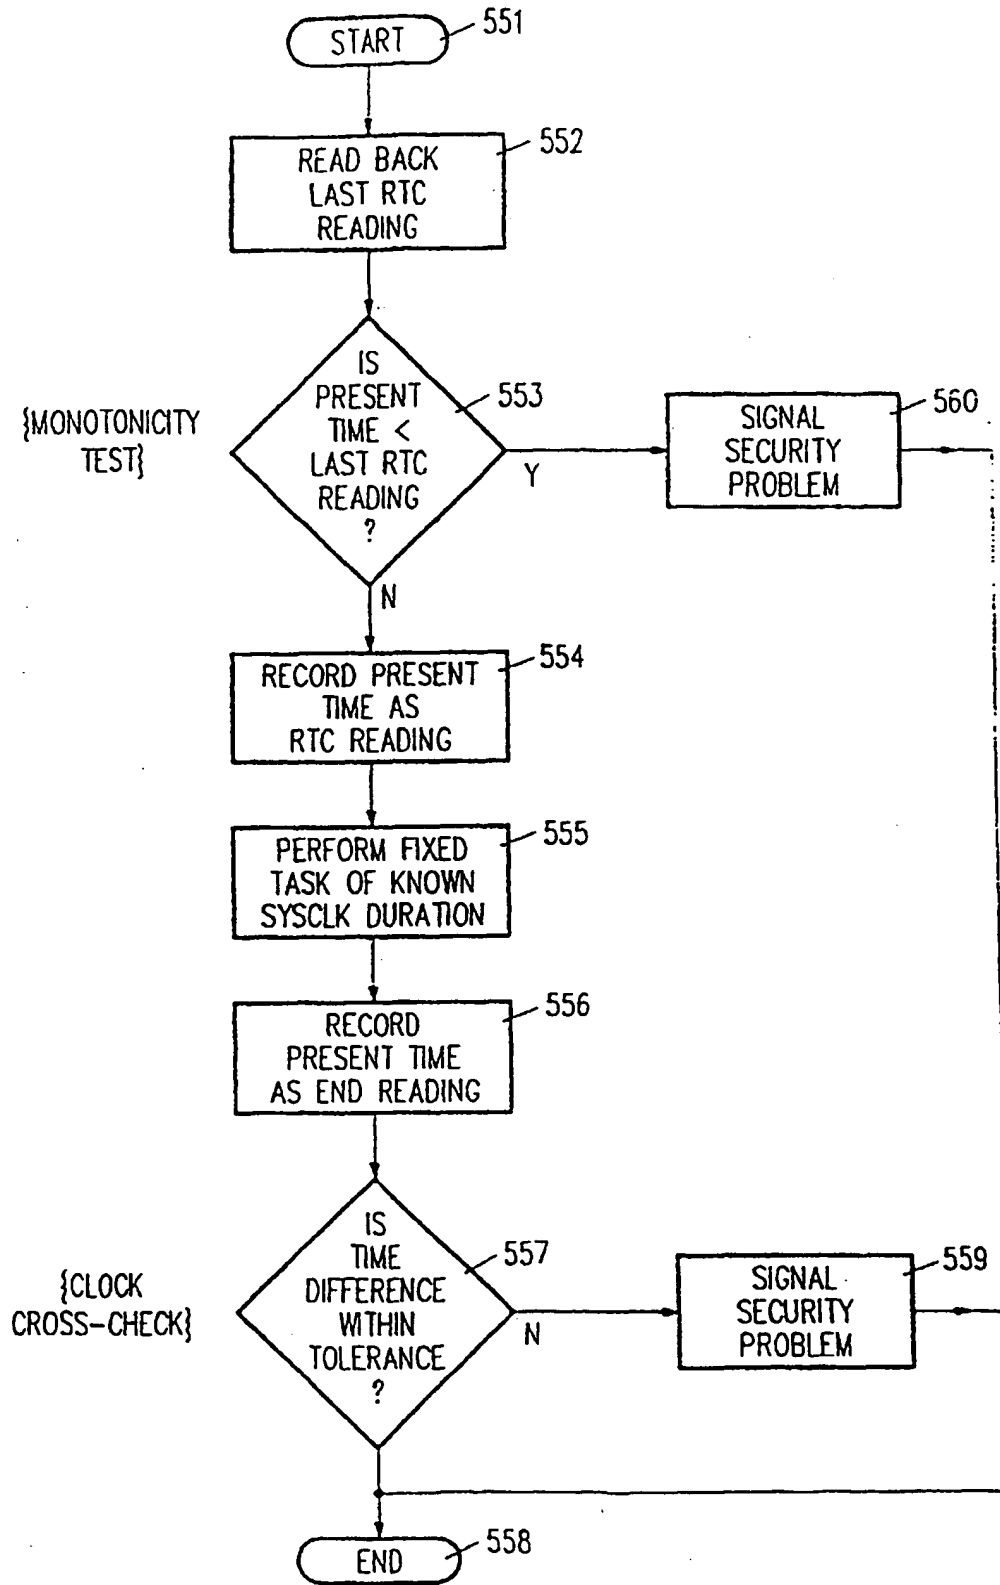 START
551
READ BACK
LAST RTC
READING
552
{MONOTONICITY
TEST}
IS
PRESENT
TIME <
LAST RTC
READING
?
553
Y
SIGNAL
SECURITY
PROBLEM
560
N
RECORD PRESENT
TIME AS
RTC READING
554
PERFORM FIXED
TASK OF KNOWN
SYSCLK DURATION
555
RECORD
PRESENT TIME
AS END READING
556
{CLOCK
CROSS-CHECK}
IS
TIME
DIFFERENCE
WITHIN
TOLERANCE
?
557
N
SIGNAL
SECURITY
PROBLEM
559
END
558